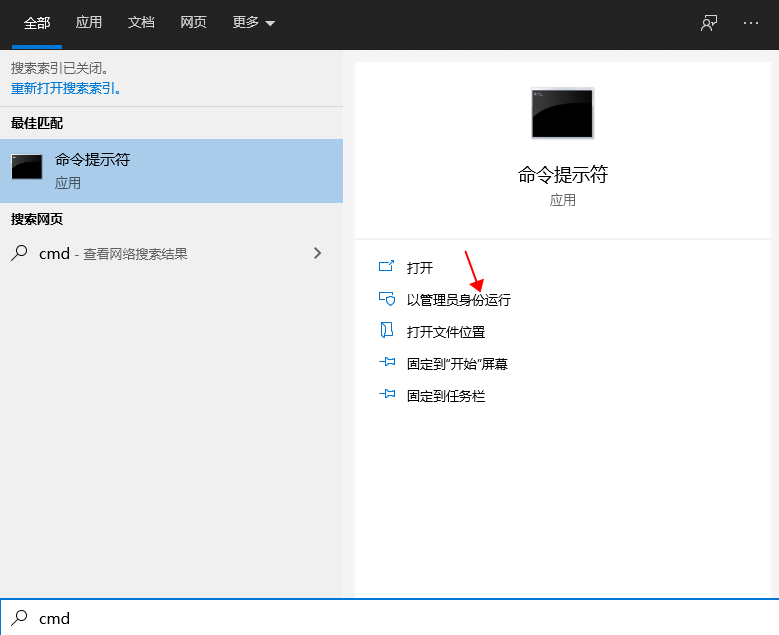 全部 应用 文档 网页 更多
搜索索引已关闭。
重新打开搜索索引。
最佳匹配
命令提示符
应用
搜索网页
cmd - 查看网络搜索结果
命令提示符
应用
打开
以管理员身份运行
打开文件位置
固定到"开始"屏幕
固定到任务栏
cmd